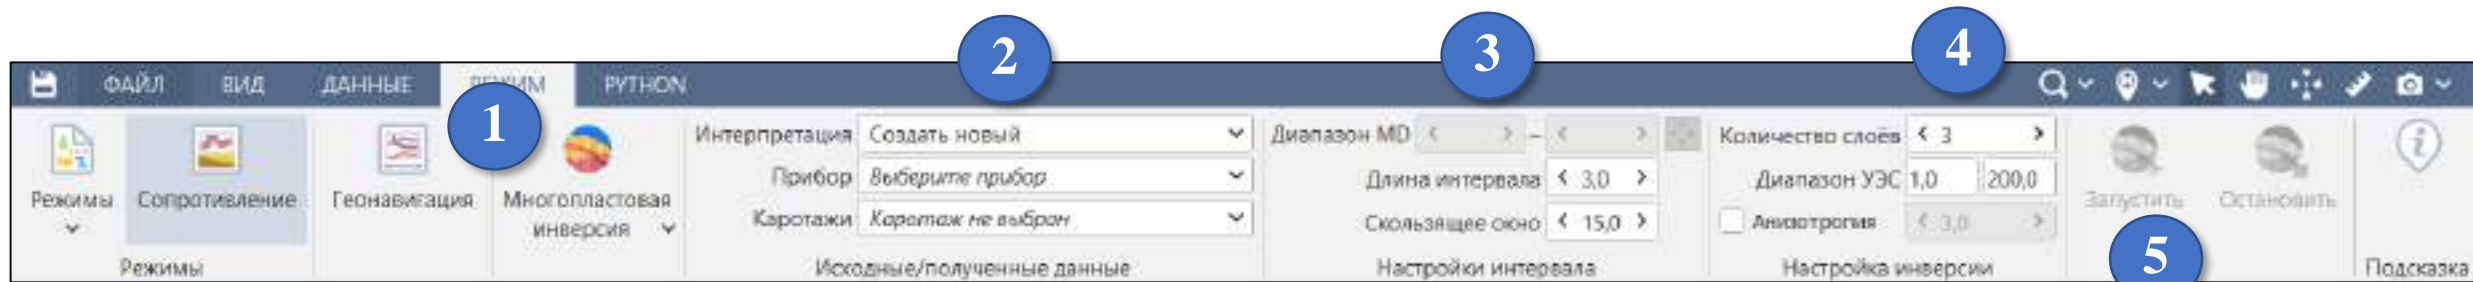 2 3 4
ФАЙЛ ВИД ДАННЫЕ РЕЖИМ PYTHON
1
Интерпретация Создать новый Диапазон MD – Количество слоёв 3
Прибор Выберите прибор Длина интервала 3,0 Диапазон УЭС 1,0 200,0
Режимы Сопротивление Геонавигация Многопластовая Запустить Остановить
инверсия Каротажи Каротаж не выбран Скользящее окно 15,0 Анизотропия 3,0
5
Режимы Исходные/полученные данные Настройки интервала Настройка инверсии Подсказка